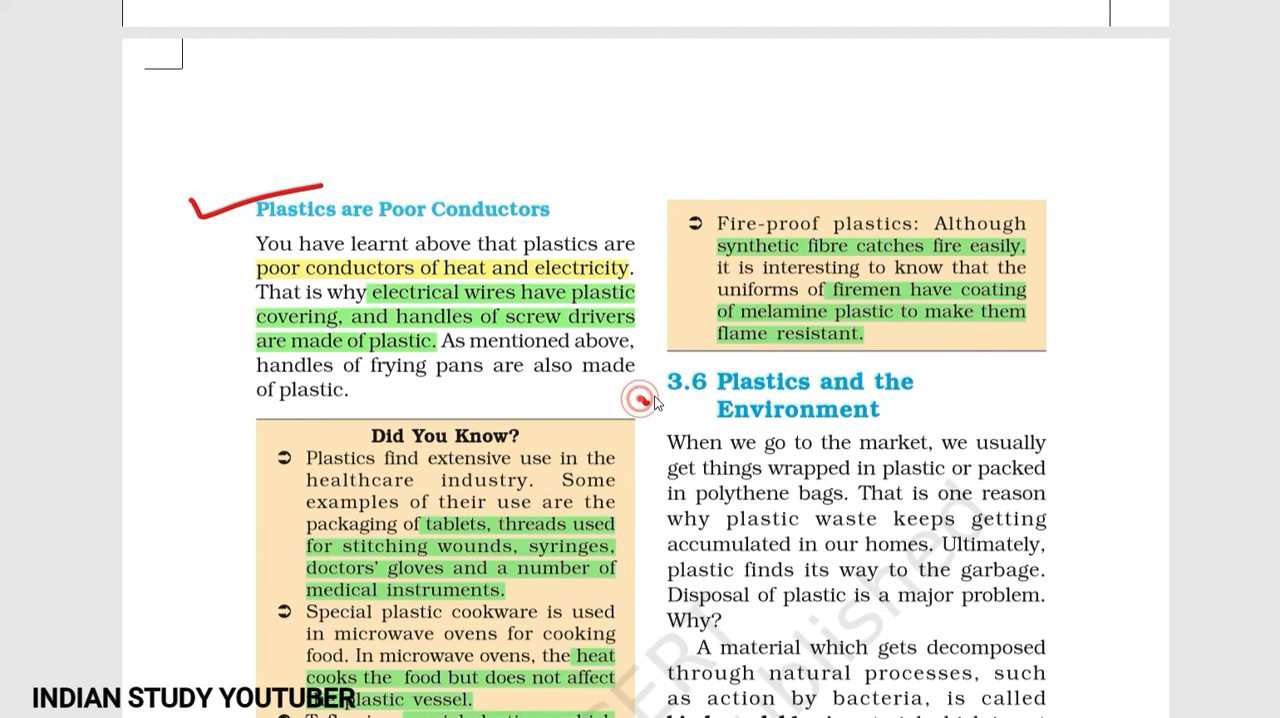 Plastics are Poor Conductors
You have learnt above that plastics are
poor conductors of heat and electricity.
That is why electrical wires have plastic
covering, and handles of screw drivers
are made of plastic. As mentioned above,
handles of frying pans are also made
of plastic.
Did You Know?
➲ Plastics find extensive use in the
healthcare industry. Some
examples of their use are the
packaging of tablets, threads used
for stitching wounds, syringes,
doctors' gloves and a number of
medical instruments.
➲ Special plastic cookware is used
in microwave ovens for cooking
food. In microwave ovens, the heat
cooks the food but does not affect
plastic vessel.
➲ Fire-proof plastics: Although
synthetic fibre catches fire easily,
it is interesting to know that the
uniforms of firemen have coating
of melamine plastic to make them
flame resistant.
3.6 Plastics and the
Environment
When we go to the market, we usually
get things wrapped in plastic or packed
in polythene bags. That is one reason
why plastic waste keeps getting
accumulated in our homes. Ultimately,
plastic finds its way to the garbage.
Disposal of plastic is a major problem.
Why?
A material which gets decomposed
through natural processes, such
as action by bacteria, is called
INDIAN STUDY YOUTUBER